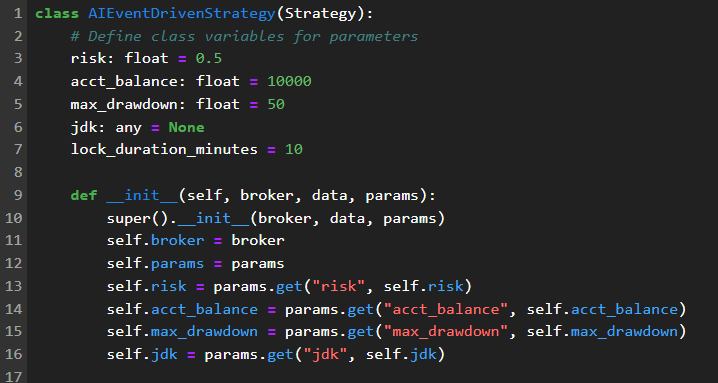 1 class AIEventDrivenStrategy(Strategy):
2     # Define class variables for parameters
3     risk: float = 0.5
4     acct_balance: float = 10000
5     max_drawdown: float = 50
6     jdk: any = None
7     lock_duration_minutes = 10
8
9     def __init__(self, broker, data, params):
10         super().__init__(broker, data, params)
11         self.broker = broker
12         self.params = params
13         self.risk = params.get("risk", self.risk)
14         self.acct_balance = params.get("acct_balance", self.acct_balance)
15         self.max_drawdown = params.get("max_drawdown", self.max_drawdown)
16         self.jdk = params.get("jdk", self.jdk)
17